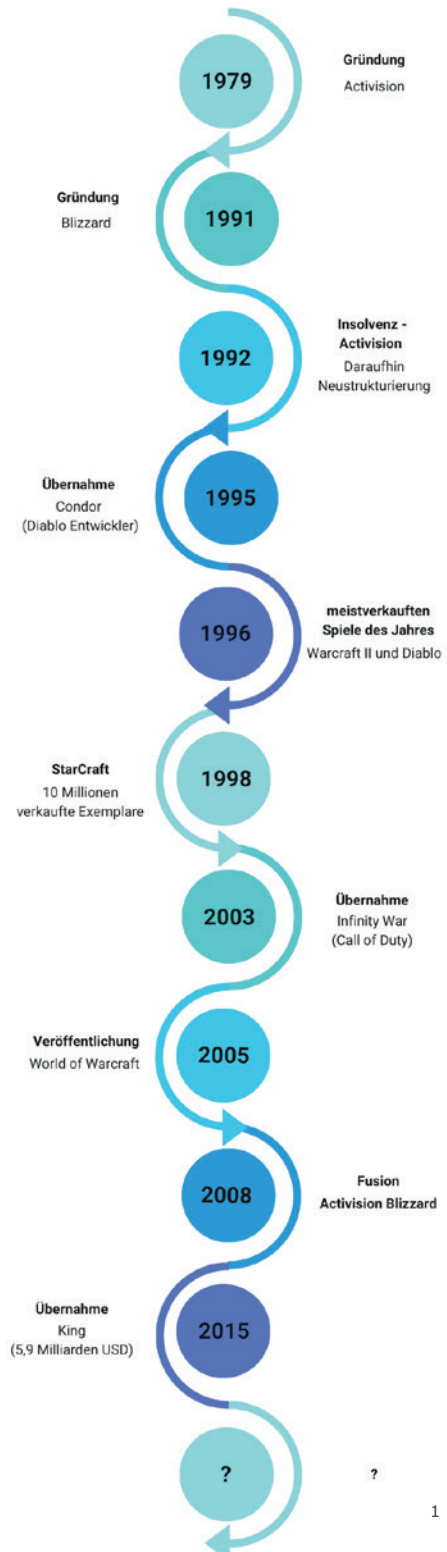 1979
Gründung
Activision
Gründung
Blizzard
1991
1992
Insolvenz -
Activision
Daraufhin
Neustrukturierung
Übernahme
Condor
(Diablo Entwickler)
1995
1996
meistverkauften
Spiele des Jahres
Warcraft II und Diablo
StarCraft
10 Millionen
verkaufte Exemplare
1998
2003
Übernahme
Infinity War
(Call of Duty)
Veröffentlichung
World of Warcraft
2005
2008
Fusion
Activision Blizzard
Übernahme
King
(5,9 Milliarden USD)
2015
?
?
1